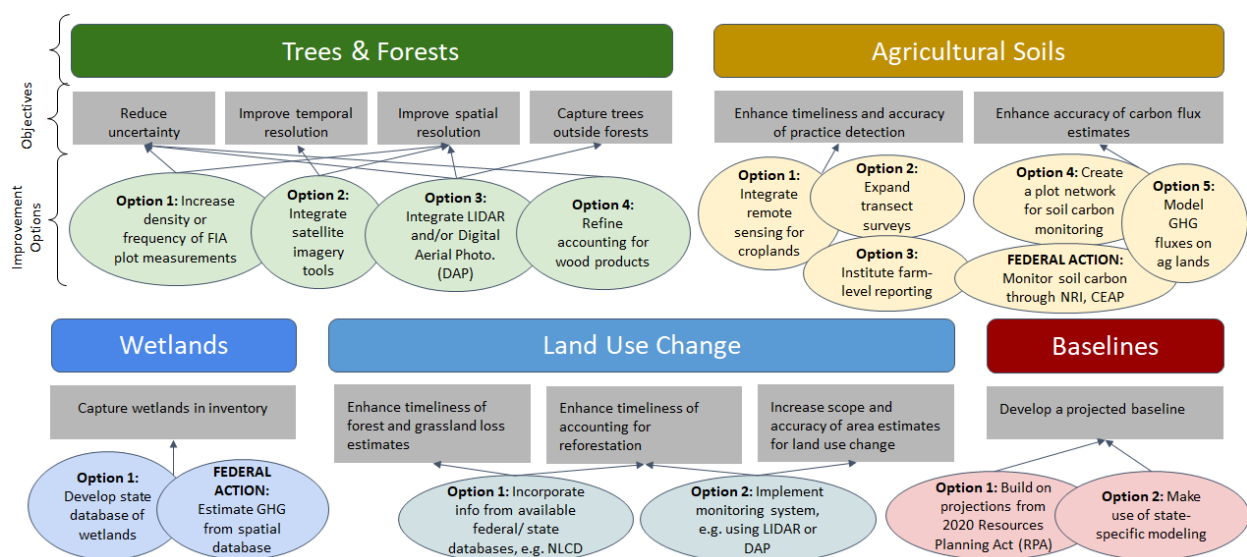 Trees & Forests
Agricultural Soils
Objectives
Reduce
uncertainty
Improve temporal
resolution
Improve spatial
resolution
Capture trees
outside forests
Enhance timeliness and accuracy
of practice detection
Enhance accuracy of carbon flux
estimates
Improvement
Options
Option 1: Increase
density or
frequency of FIA
plot measurements
Option 2:
Integrate
satellite
imagery tools
Option 3:
Integrate LIDAR
and/or Digital
Aerial Photo.
(DAP)
Option 4:
Refine
accounting for
wood products
Option 1:
Integrate
remote
sensing for
croplands
Option 2:
Expand
transect
surveys
Option 3:
Institute farm-
level reporting
Option 4: Create
a plot network
for soil carbon
monitoring
Option 5:
Model
GHG
fluxes on
ag lands
FEDERAL ACTION:
Monitor soil carbon
through NRI, CEAP
Wetlands
Land Use Change
Baselines
Capture wetlands in inventory
Enhance timeliness of
forest and grassland loss
estimates
Enhance timeliness of
accounting for
reforestation
Increase scope and
accuracy of area estimates
for land use change
Develop a projected baseline
Option 1:
Develop state
database of
wetlands
FEDERAL
ACTION:
Estimate GHG
from spatial
database
Option 1: Incorporate
info from available
federal/ state
databases, e.g. NLCD
Option 2: Implement
monitoring system,
e.g. using LIDAR or
DAP
Option 1: Build on
projections from
2020 Resources
Planning Act (RPA)
Option 2: Make
use of state-
specific modeling